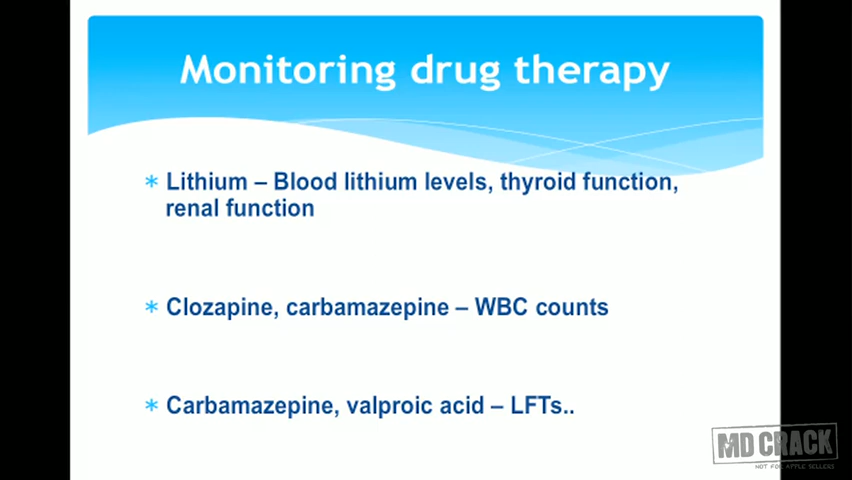 Monitoring drug therapy
* Lithium – Blood lithium levels, thyroid function,
renal function
* Clozapine, carbamazepine – WBC counts
* Carbamazepine, valproic acid – LFTs..
MD CRACK
NOT FOR APPLE SELLERS